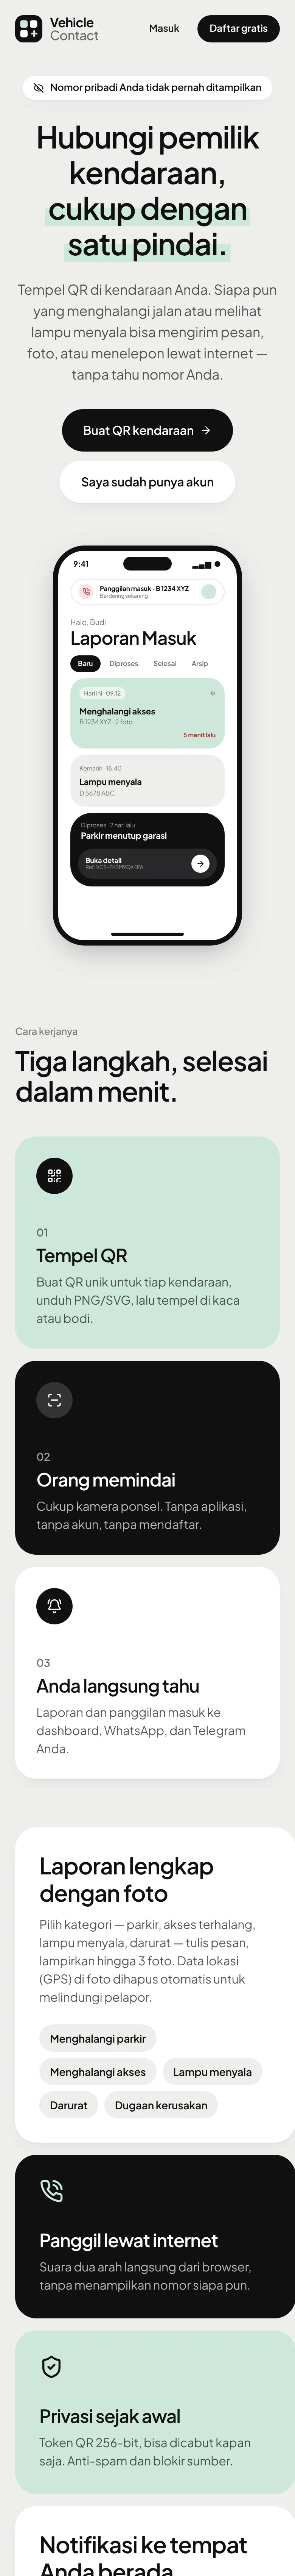 Vehicle
Contact
Masuk
Daftar gratis
Nomor pribadi Anda tidak pernah ditampilkan
Hubungi pemilik
kendaraan,
cukup dengan
satu pindai.
Tempel QR di kendaraan Anda. Siapa pun
yang menghalangi jalan atau melihat
lampu menyala bisa mengirim pesan,
foto, atau menelepon lewat internet —
tanpa tahu nomor Anda.
Buat QR kendaraan
Saya sudah punya akun
9:41
Panggilan masuk · B 1234 XYZ
Berdering sekarang
Halo, Budi
Laporan Masuk
Baru
Diproses
Selesai
Arsip
Hari ini · 09.12
Menghalangi akses
B 1234 XYZ · 2 foto
5 menit lalu
Kemarin · 18.40
Lampu menyala
D 5678 ABC
Diproses · 2 hari lalu
Parkir menutup garasi
Buka detail
Ref: VCS-7K2M9QX4PA
Cara kerjanya
Tiga langkah, selesai
dalam menit.
01
Tempel QR
Buat QR unik untuk tiap kendaraan,
unduh PNG/SVG, lalu tempel di kaca
atau bodi.
02
Orang memindai
Cukup kamera ponsel. Tanpa aplikasi,
tanpa akun, tanpa mendaftar.
03
Anda langsung tahu
Laporan dan panggilan masuk ke
dashboard, WhatsApp, dan Telegram
Anda.
Laporan lengkap
dengan foto
Pilih kategori — parkir, akses terhalang,
lampu menyala, darurat — tulis pesan,
lampirkan hingga 3 foto. Data lokasi
(GPS) di foto dihapus otomatis untuk
melindungi pelapor.
Menghalangi parkir
Menghalangi akses
Lampu menyala
Darurat
Dugaan kerusakan
Panggil lewat internet
Suara dua arah langsung dari browser,
tanpa menampilkan nomor siapa pun.
Privasi sejak awal
Token QR 256-bit, bisa dicabut kapan
saja. Anti-spam dan blokir sumber.
Notifikasi ke tempat
Anda berada